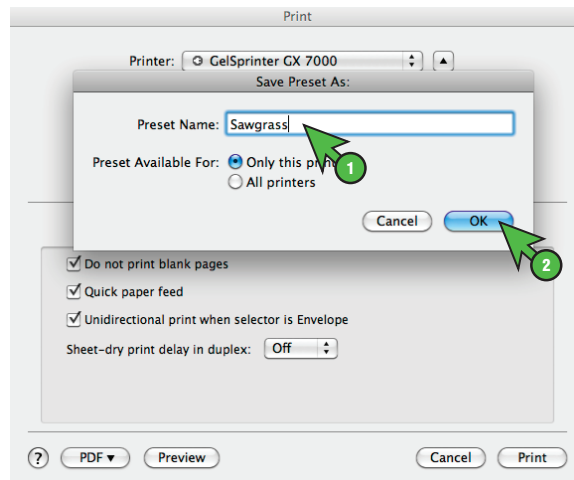 Print
Printer: GelSprinter GX 7000
Save Preset As:
Preset Name: Sawgrass
Preset Available For: Only this
All printers
1
Cancel OK
2
Do not print blank pages
Quick paper feed
Unidirectional print when selector is Envelope
Sheet-dry print delay in duplex: Off
? PDF Preview Cancel Print